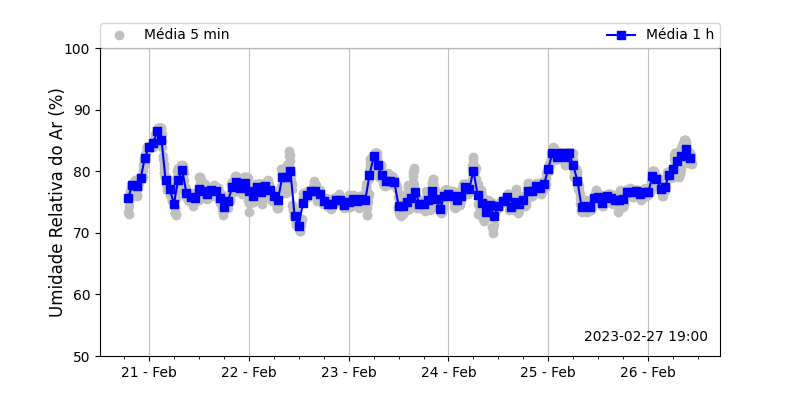 Média 5 min
Média 1 h
Umidade Relativa do Ar (%)
100
90
80
70
60
50
2023-02-27 19:00
21 - Feb
22 - Feb
23 - Feb
24 - Feb
25 - Feb
26 - Feb